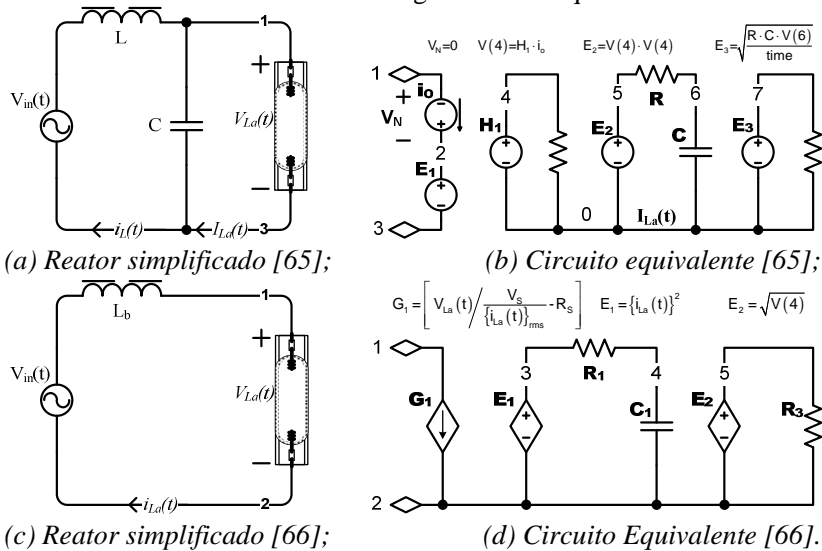 L
1
V_in(t)
C
+
V_La(t)
−
i_L(t)
I_La(t)
3
V_N=0
V(4)=H_1·i_o
E_2=V(4)·V(4)
E_3=√(R·C·V(6)/time)
1
+
V_N
−
i_o
2
E_1
3
4
H_1
5
R
6
E_2
C
7
E_3
0
I_La(t)
(a) Reator simplificado [65];
(b) Circuito equivalente [65];
L_b
1
V_in(t)
+
V_La(t)
−
i_La(t)
2
G_1=[V_La(t)/V_S/{i_La(t)}_rms-R_S]
E_1={i_La(t)}^2
E_2=√V(4)
1
G_1
2
3
E_1
R_1
4
C_1
5
E_2
R_3
(c) Reator simplificado [66];
(d) Circuito Equivalente [66].